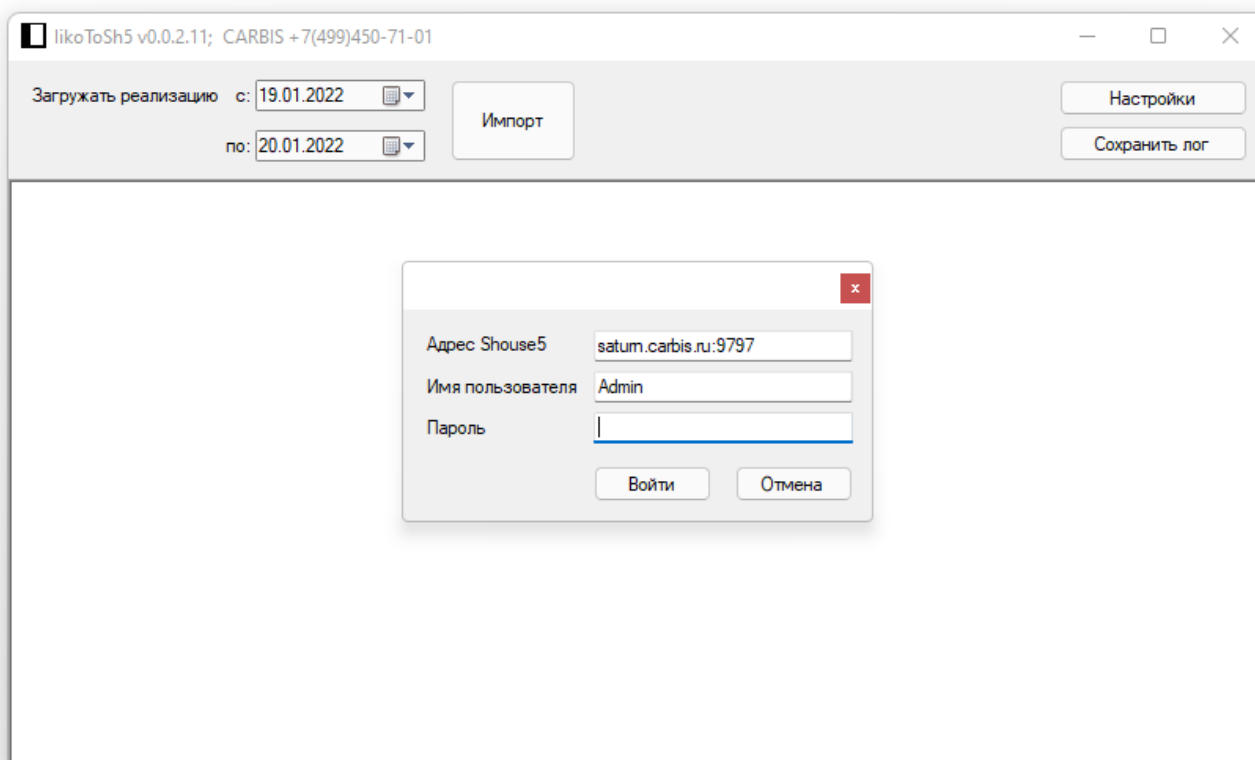 IikoToSh5 v0.0.2.11; CARBIS +7(499)450-71-01
Загружать реализацию с: 19.01.2022
по: 20.01.2022
Импорт
Настройки
Сохранить лог
x
Адрес Shouse5 saturn.carbis.ru:9797
Имя пользователя Admin
Пароль
Войти Отмена